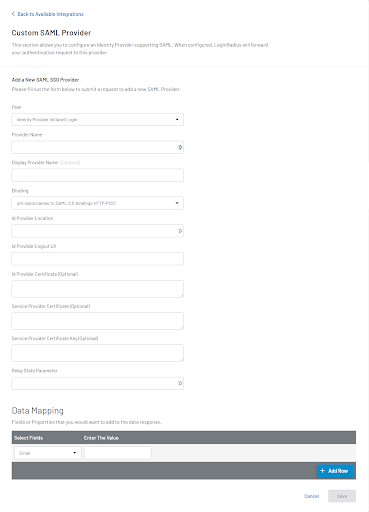 Back to Available Integrations
Custom SAML Provider
This section allows you to configure an Identity Provider supporting SAML. When configured, LoginRadius will forward
your authentication request to this provider.
Add a New SAML SSO Provider
Please fill out the form below to submit a request to add a new SAML Provider.
Flow
Identity Provider Initiated Login
Provider Name
Display Provider Name (Optional)
Binding
urn:oasis:names:tc:SAML:2.0:bindings:HTTP-POST
Id Provider Location
Id Provider Logout Url
Id Provider Certificate (Optional)
Service Provider Certificate (Optional)
Service Provider Certificate Key (Optional)
Relay State Parameter
Data Mapping
Fields or Properties that you would want to add to the data response.
Select Fields Enter The Value
Email
+ Add Row
Cancel Save